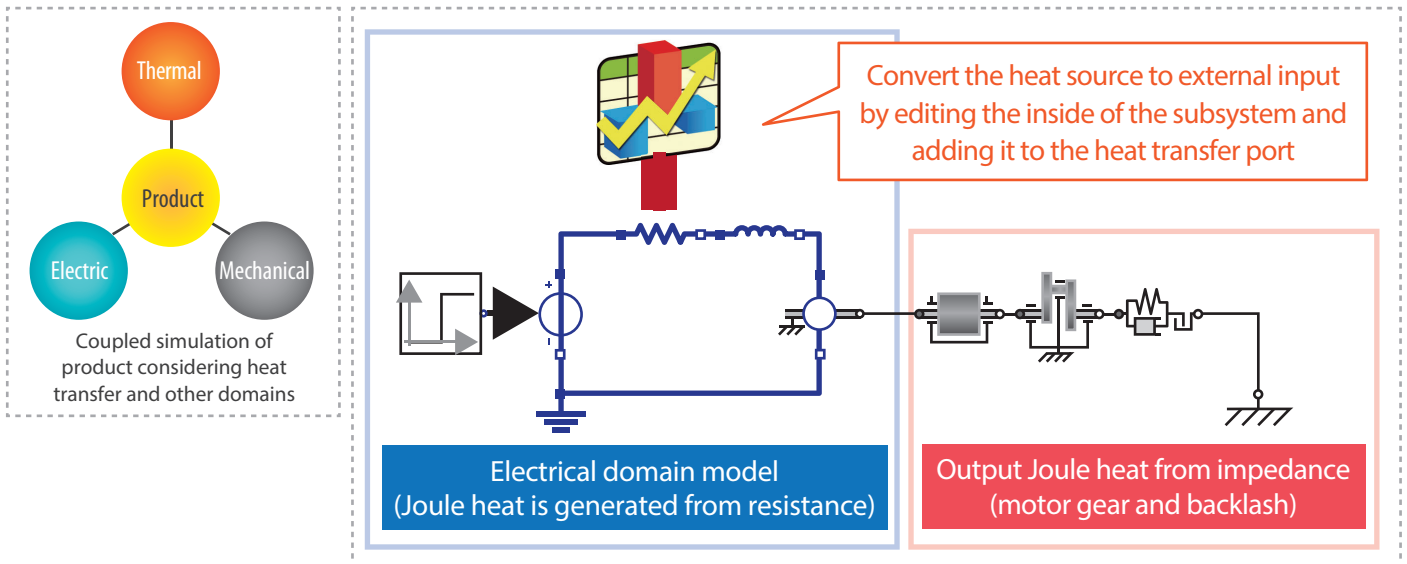 Thermal
Product
Electric
Mechanical
Coupled simulation of
product considering heat
transfer and other domains
Convert the heat source to external input
by editing the inside of the subsystem and
adding it to the heat transfer port
+
-
Electrical domain model
(Joule heat is generated from resistance)
Output Joule heat from impedance
(motor gear and backlash)